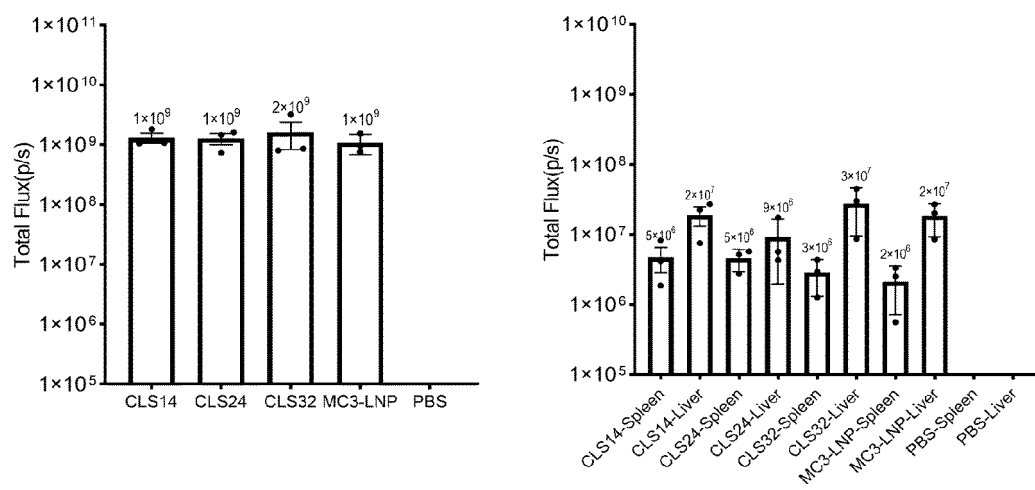 Total Flux(p/s)
1×10¹¹
1×10¹⁰
1×10⁹
1×10⁸
1×10⁷
1×10⁶
1×10⁵
1×10⁹
1×10⁹
2×10⁹
1×10⁹
CLS14 CLS24 CLS32 MC3-LNP PBS
Total Flux(p/s)
1×10¹⁰
1×10⁹
1×10⁸
1×10⁷
1×10⁶
1×10⁵
5×10⁶
2×10⁷
5×10⁶
9×10⁶
3×10⁶
3×10⁷
2×10⁶
2×10⁷
CLS14-Spleen
CLS14-Liver
CLS24-Spleen
CLS24-Liver
CLS32-Spleen
CLS32-Liver
MC3-LNP-Spleen
MC3-LNP-Liver
PBS-Spleen
PBS-Liver